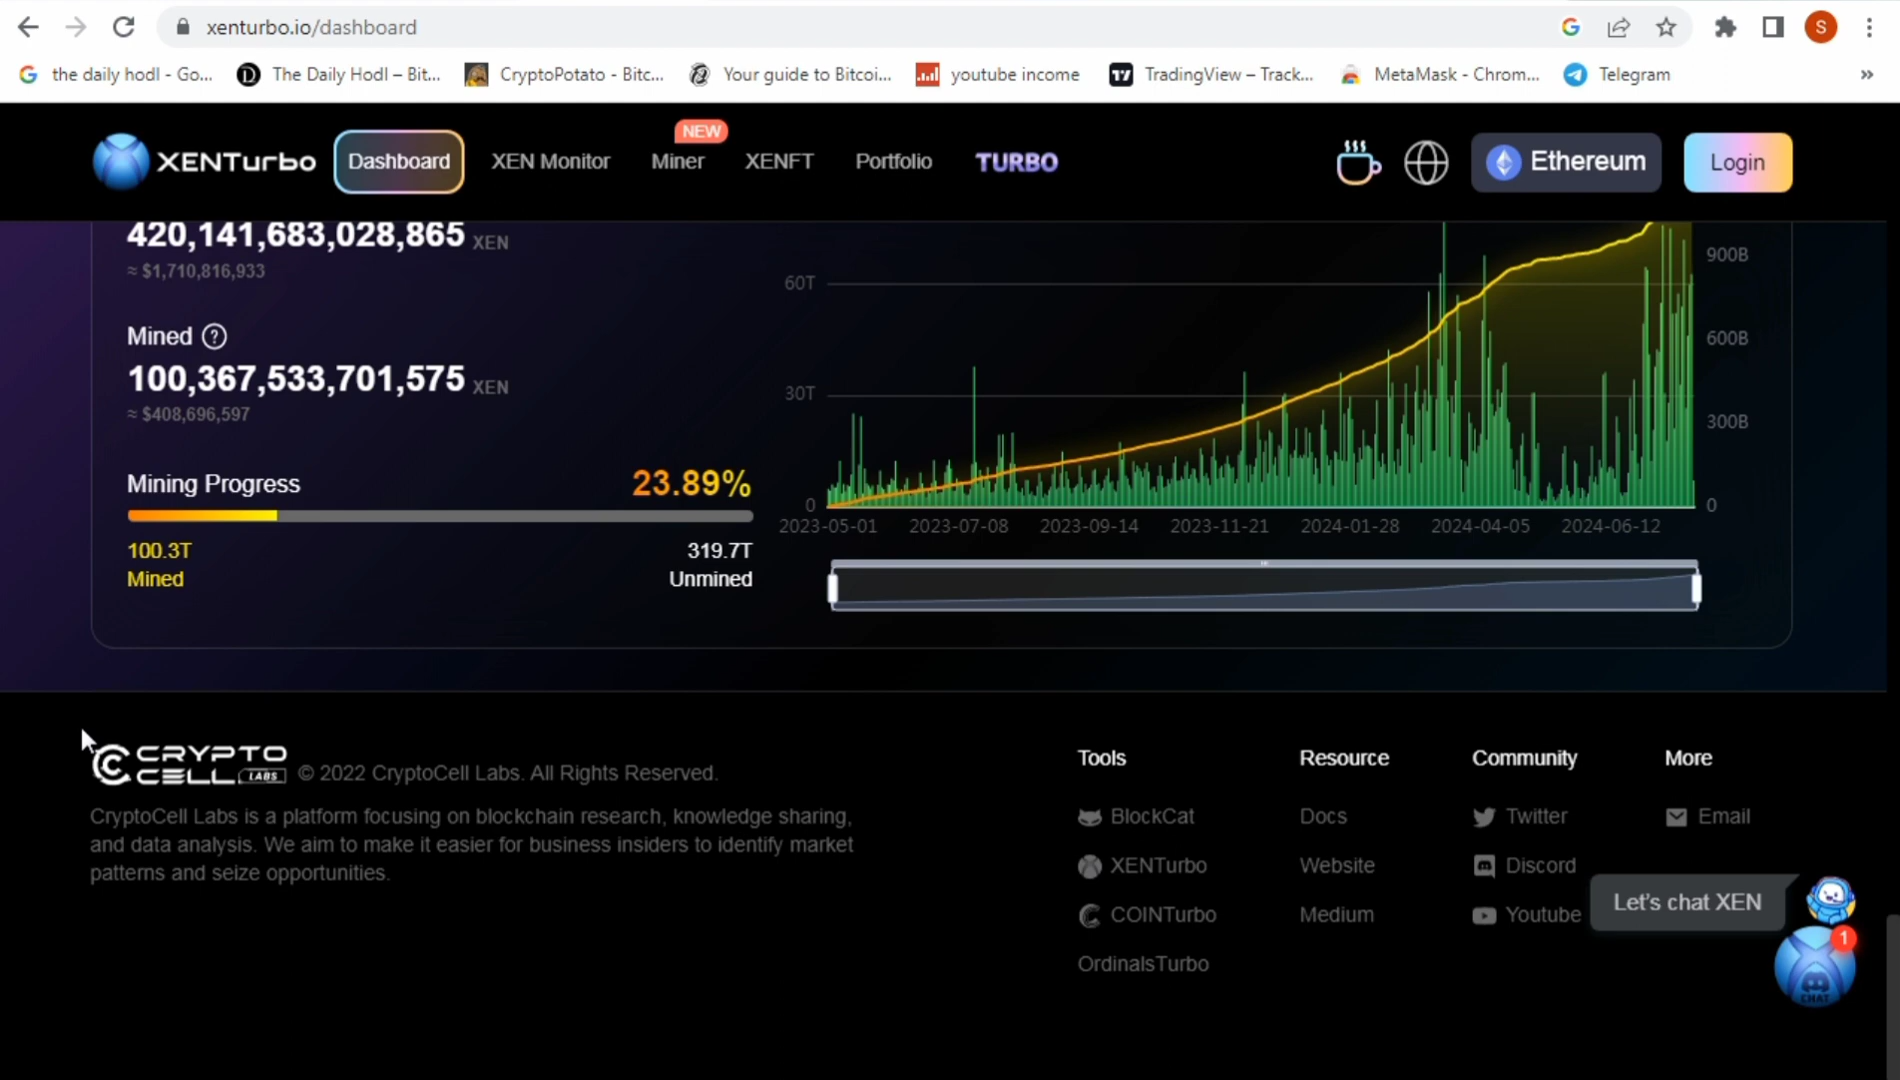 xenturbo.io/dashboard
S
the daily hodl - Go...
The Daily Hodl – Bit...
CryptoPotato - Bitc...
Your guide to Bitcoi...
youtube income
TradingView – Track...
MetaMask - Chrom...
Telegram
»
XENTurbo
Dashboard
XEN Monitor
NEW
Miner
XENFT
Portfolio
TURBO
Ethereum
Login
420,141,683,028,865 XEN
≈ $1,710,816,933
Mined ?
100,367,533,701,575 XEN
≈ $408,696,597
Mining Progress 23.89%
100.3T 319.7T
Mined Unmined
60T
30T
0
900B
600B
300B
0
2023-05-01 2023-07-08 2023-09-14 2023-11-21 2024-01-28 2024-04-05 2024-06-12
CRYPTO
CELL LABS
© 2022 CryptoCell Labs. All Rights Reserved.
CryptoCell Labs is a platform focusing on blockchain research, knowledge sharing,
and data analysis. We aim to make it easier for business insiders to identify market
patterns and seize opportunities.
Tools
BlockCat
XENTurbo
COINTurbo
OrdinalsTurbo
Resource
Docs
Website
Medium
Community
Twitter
Discord
Youtube
More
Email
Let's chat XEN
1
CHAT